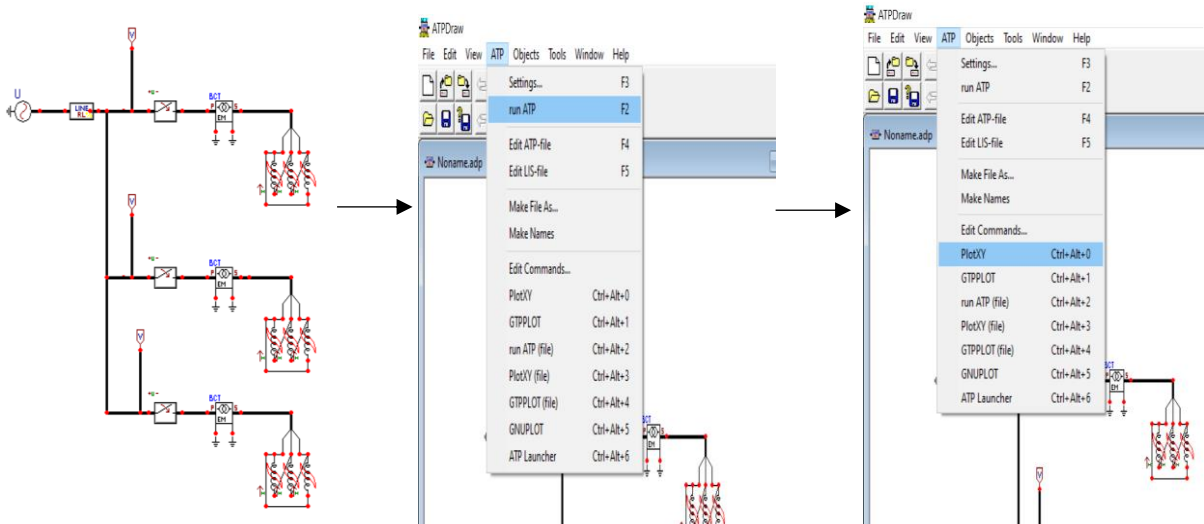 V
U
LINE
RL
BCT
P S
EM
V
BCT
P S
EM
V
BCT
P S
EM
ATPDraw
File Edit View ATP Objects Tools Window Help
Settings... F3
run ATP F2
Edit ATP-file F4
Edit LIS-file F5
Make File As...
Make Names
Edit Commands...
PlotXY Ctrl+Alt+0
GTPPLOT Ctrl+Alt+1
run ATP (file) Ctrl+Alt+2
PlotXY (file) Ctrl+Alt+3
GTPPLOT (file) Ctrl+Alt+4
GNUPLOT Ctrl+Alt+5
ATP Launcher Ctrl+Alt+6
Noname.adp
BCT
S
EM
ATPDraw
File Edit View ATP Objects Tools Window Help
Settings... F3
run ATP F2
Edit ATP-file F4
Edit LIS-file F5
Make File As...
Make Names
Edit Commands...
PlotXY Ctrl+Alt+0
GTPPLOT Ctrl+Alt+1
run ATP (file) Ctrl+Alt+2
PlotXY (file) Ctrl+Alt+3
GTPPLOT (file) Ctrl+Alt+4
GNUPLOT Ctrl+Alt+5
ATP Launcher Ctrl+Alt+6
Noname.adp
BCT
P S
EM
V